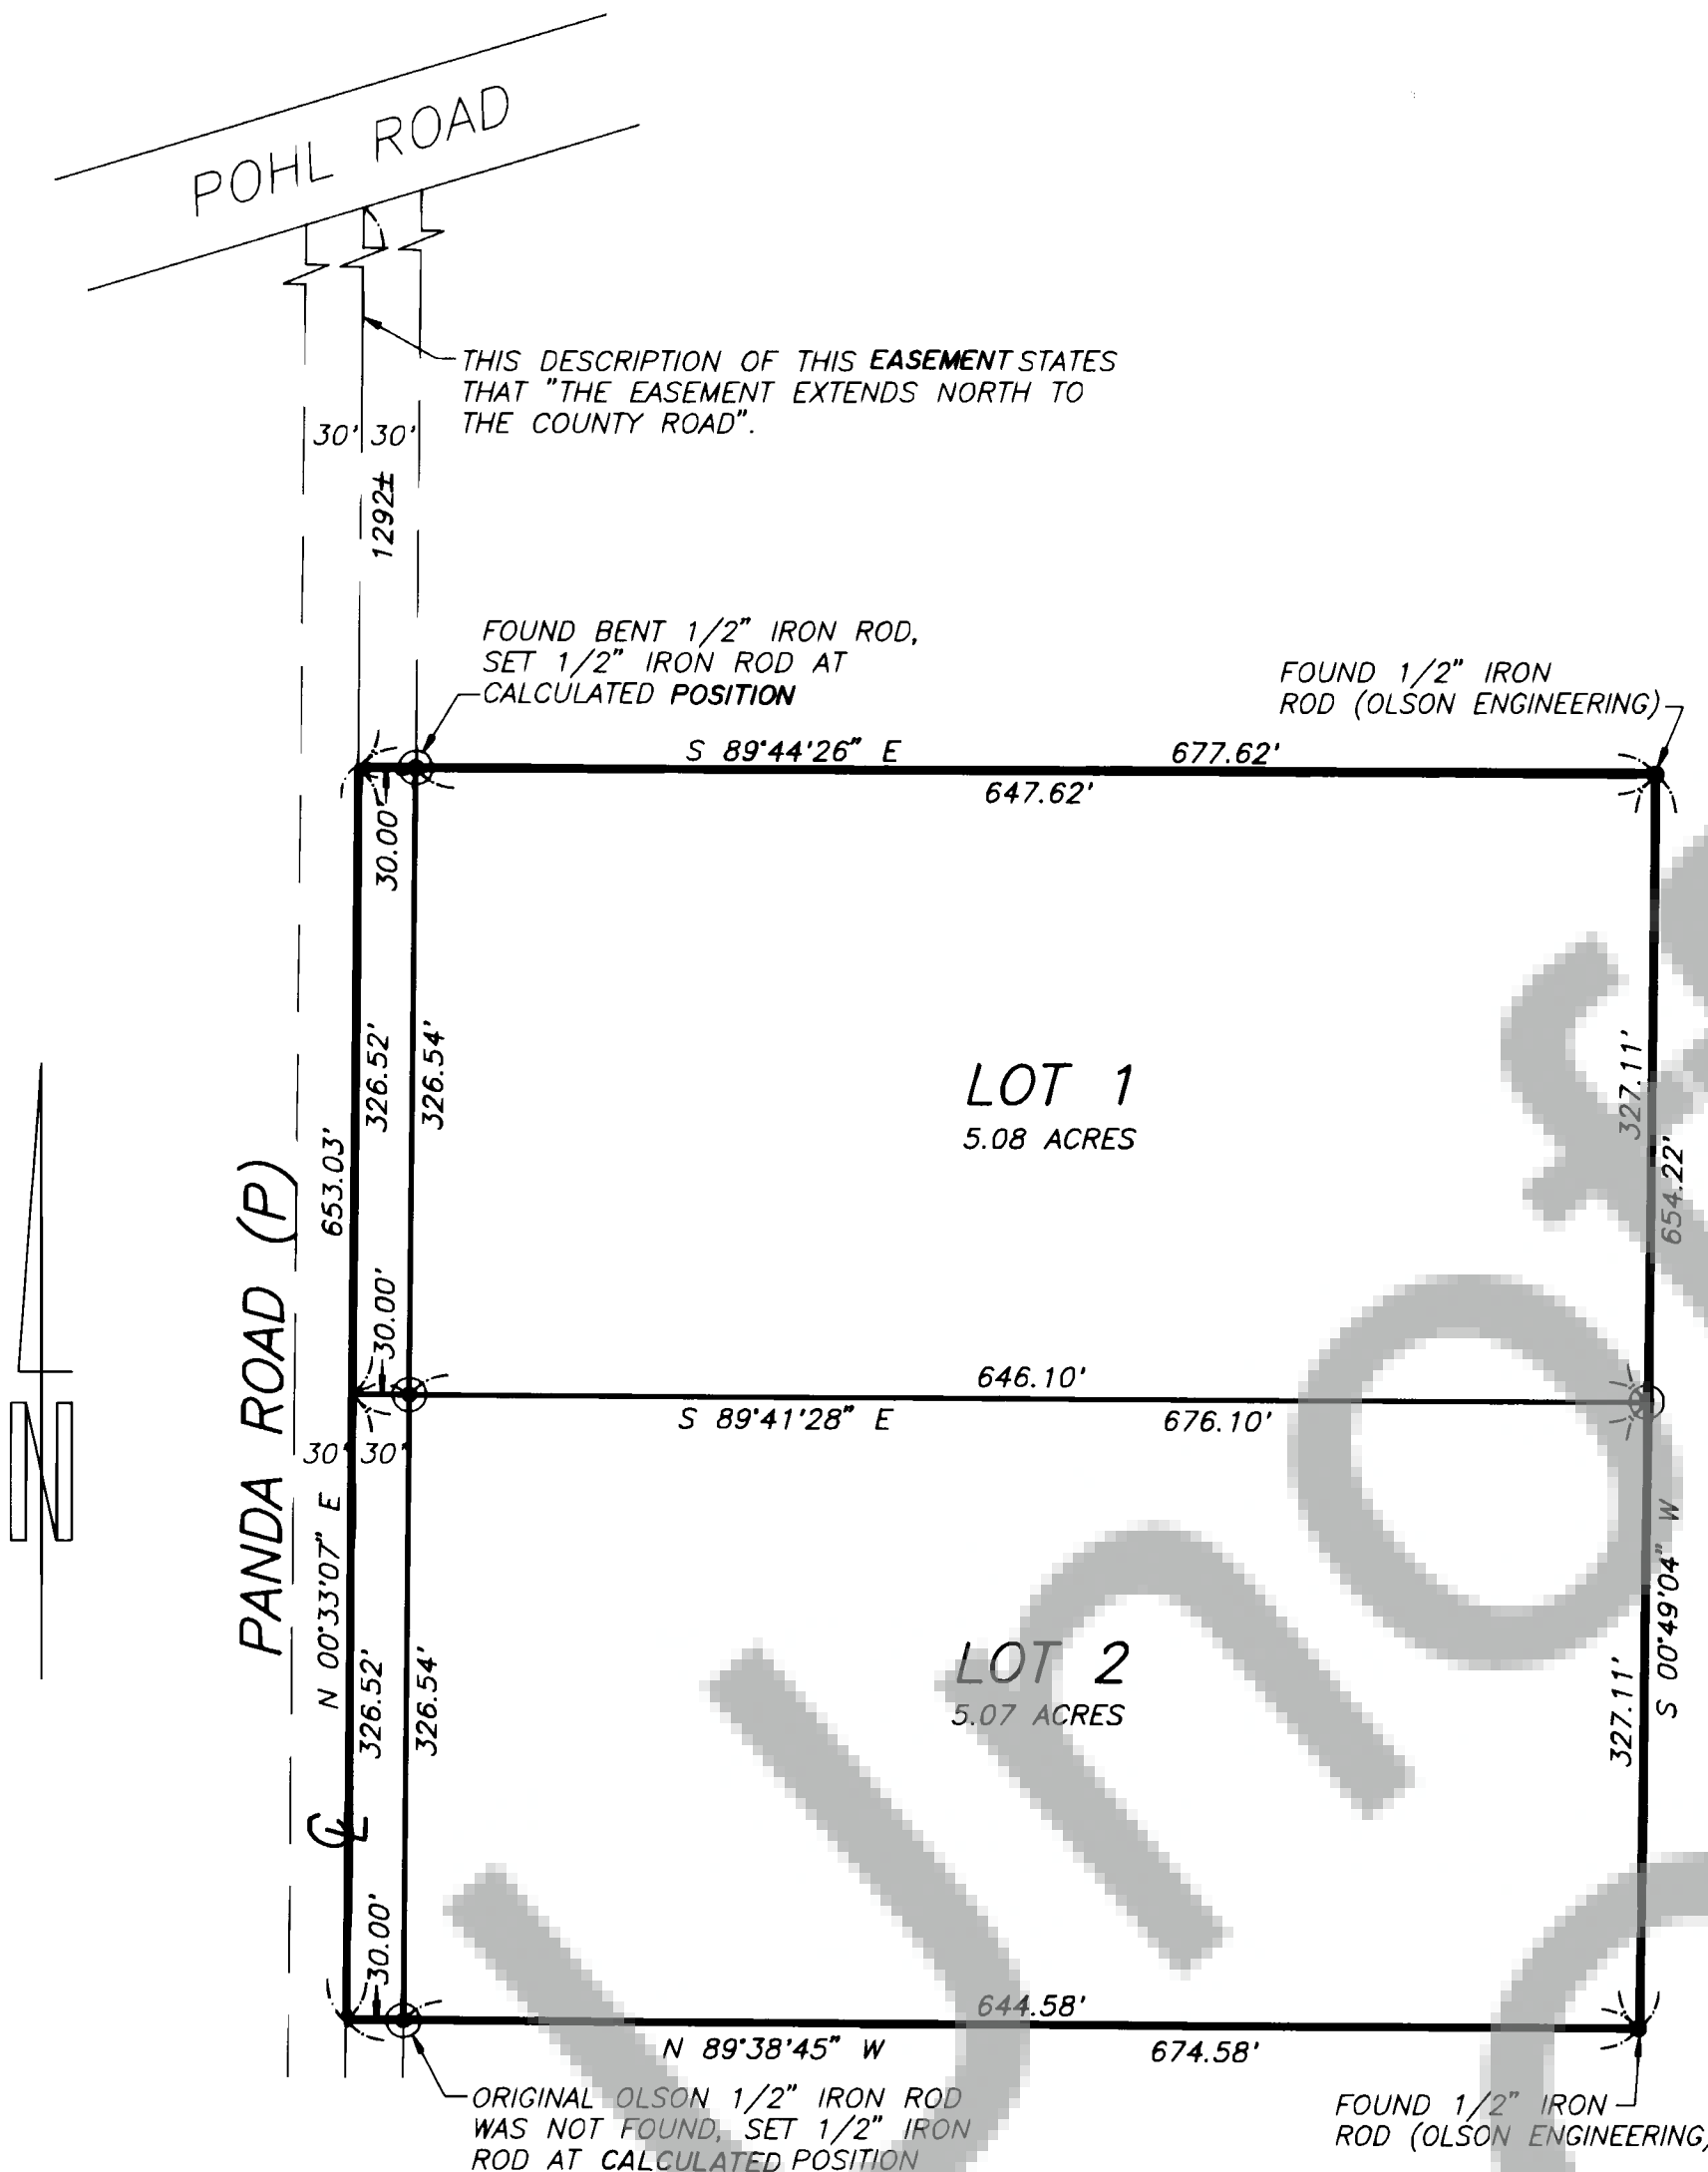 POHL ROAD
THIS DESCRIPTION OF THIS EASEMENT STATES
THAT "THE EASEMENT EXTENDS NORTH TO
THE COUNTY ROAD".
30' 30'
1292±
FOUND BENT 1/2" IRON ROD,
SET 1/2" IRON ROD AT
CALCULATED POSITION
FOUND 1/2" IRON
ROD (OLSON ENGINEERING)
S 89°44'26" E 677.62'
647.62'
30.00'
326.52'
326.54'
653.03'
LOT 1
5.08 ACRES
327.11'
654.22'
PANDA ROAD (P)
30.00'
646.10'
S 89°41'28" E 676.10'
30' 30'
N 00°33'07" E
326.52'
326.54'
N
LOT 2
5.07 ACRES
327.11'
S 00°49'04" W
CL
30.00'
644.58'
N 89°38'45" W 674.58'
ORIGINAL OLSON 1/2" IRON ROD
WAS NOT FOUND, SET 1/2" IRON
ROD AT CALCULATED POSITION
FOUND 1/2" IRON
ROD (OLSON ENGINEERING)